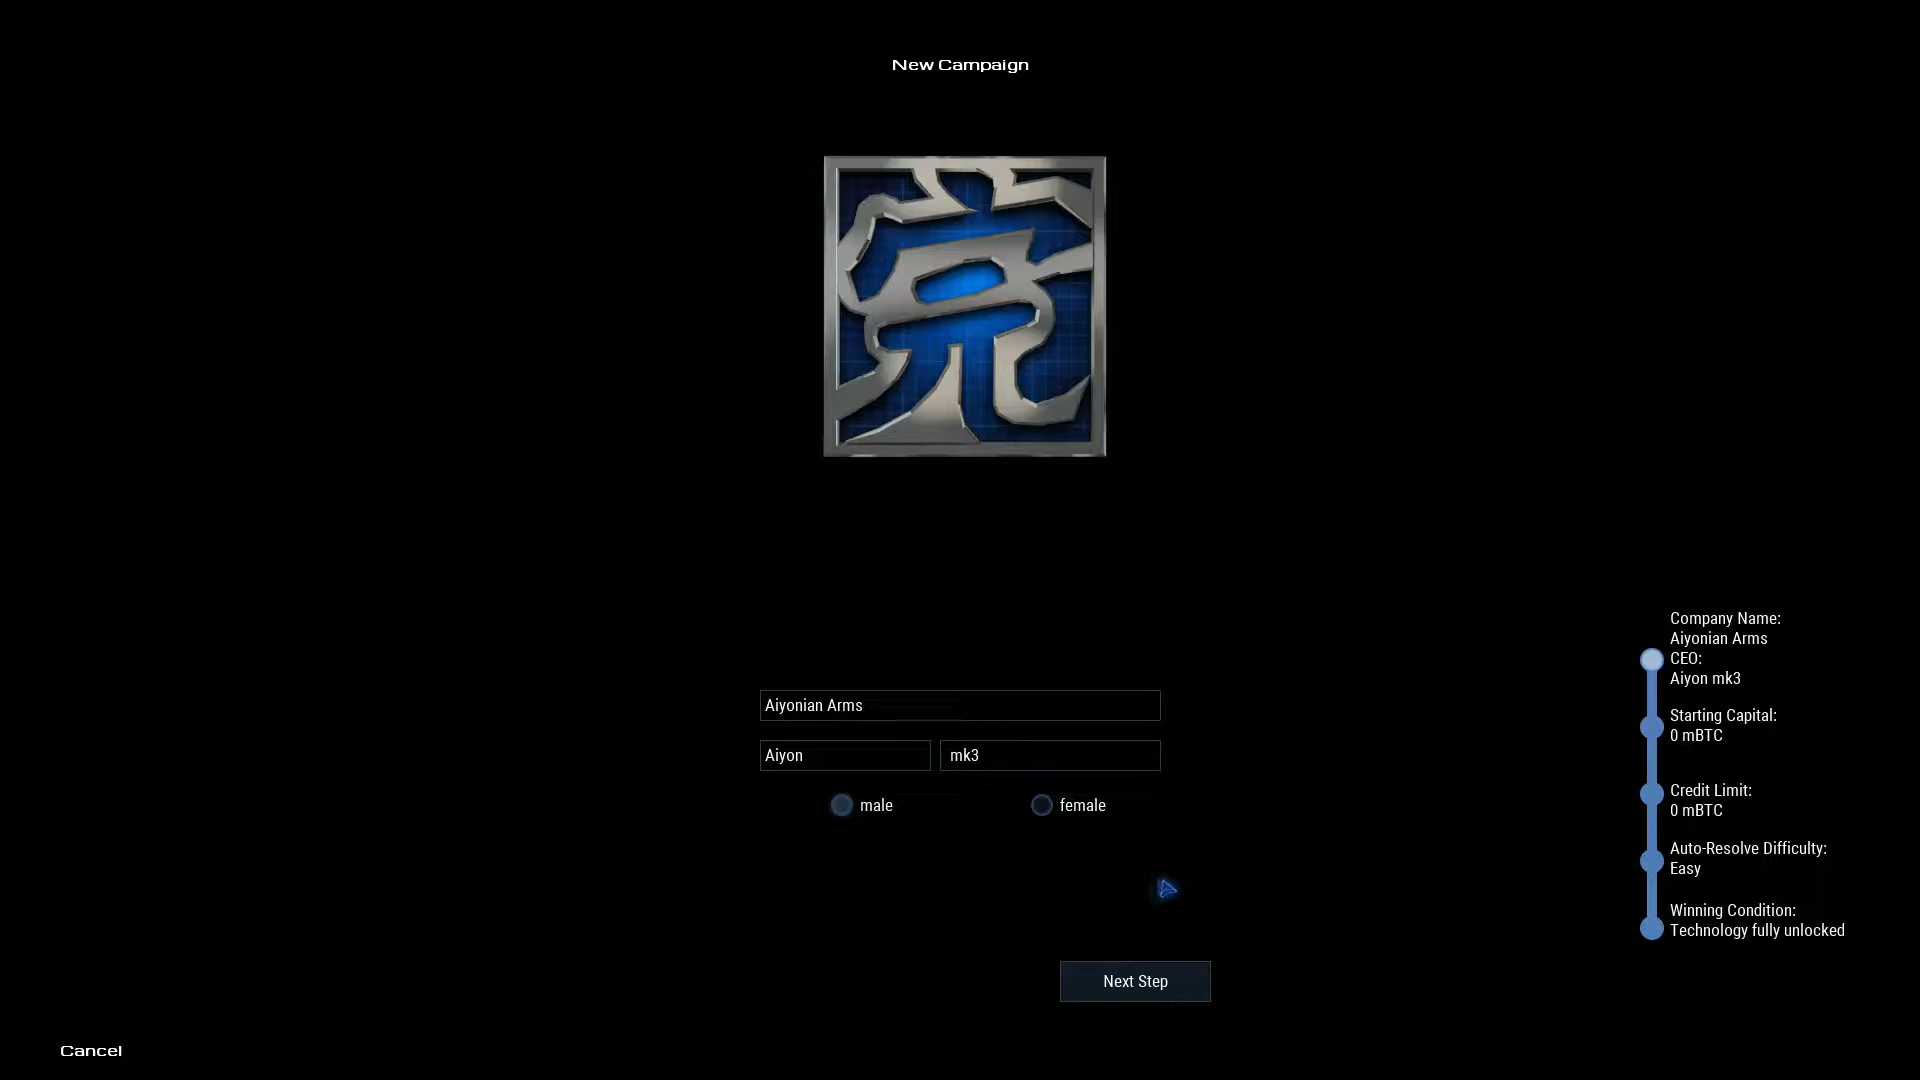 New Campaign
Aiyonian Arms
Aiyon
mk3
male
female
Next Step
Cancel
Company Name:
Aiyonian Arms
CEO:
Aiyon mk3
Starting Capital:
0 mBTC
Credit Limit:
0 mBTC
Auto-Resolve Difficulty:
Easy
Winning Condition:
Technology fully unlocked